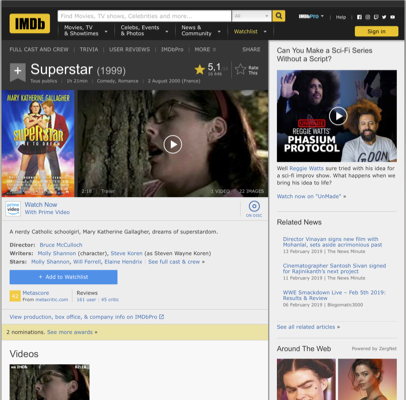 IMDb
Find Movies, TV shows, Celebrities and more...
All
IMDbPro
Help
Movies, TV
& Showtimes
Celebs, Events
& Photos
News &
Community
Watchlist
Sign in
FULL CAST AND CREW | TRIVIA | USER REVIEWS | IMDbPro | MORE
SHARE
Superstar (1999)
5,1
Rate
This
Tous publics | 1h 21min | Comedy, Romance | 2 August 2000 (France)
MARY KATHERINE GALLAGHER
SUPERSTAR
2:18 | Trailer
3 VIDEO
22 IMAGES
prime video
Watch Now
With Prime Video
ON DISC
A nerdy Catholic schoolgirl, Mary Katherine Gallagher, dreams of superstardom.
Director: Bruce McCulloch
Writers: Molly Shannon (character), Steve Koren (as Steven Wayne Koren)
Stars: Molly Shannon, Will Ferrell, Elaine Hendrix | See full cast & crew »
+ Add to Watchlist
42
Metascore
From metacritic.com
Reviews
161 user | 45 critic
View production, box office, & company info on IMDbPro
2 nominations. See more awards »
Videos
Can You Make a Sci-Fi Series
Without a Script?
REGGIE WATTS'
PHASIUM
PROTOCOL
Well Reggie Watts sure tried with his idea for
a sci-fi improv show. What happens when we
bring his idea to life?
Watch now on "UnMade" »
Related News
Director Vinayan signs new film with
Mohanlal, sets aside acrimonious past
13 February 2019 | The News Minute
Cinematographer Santosh Sivan signed
for Rajinikanth's next project
11 February 2019 | The News Minute
WWE Smackdown Live – Feb 5th 2019:
Results & Review
06 February 2019 | Blogomatic3000
See all related articles »
Around The Web
Powered by ZergNet